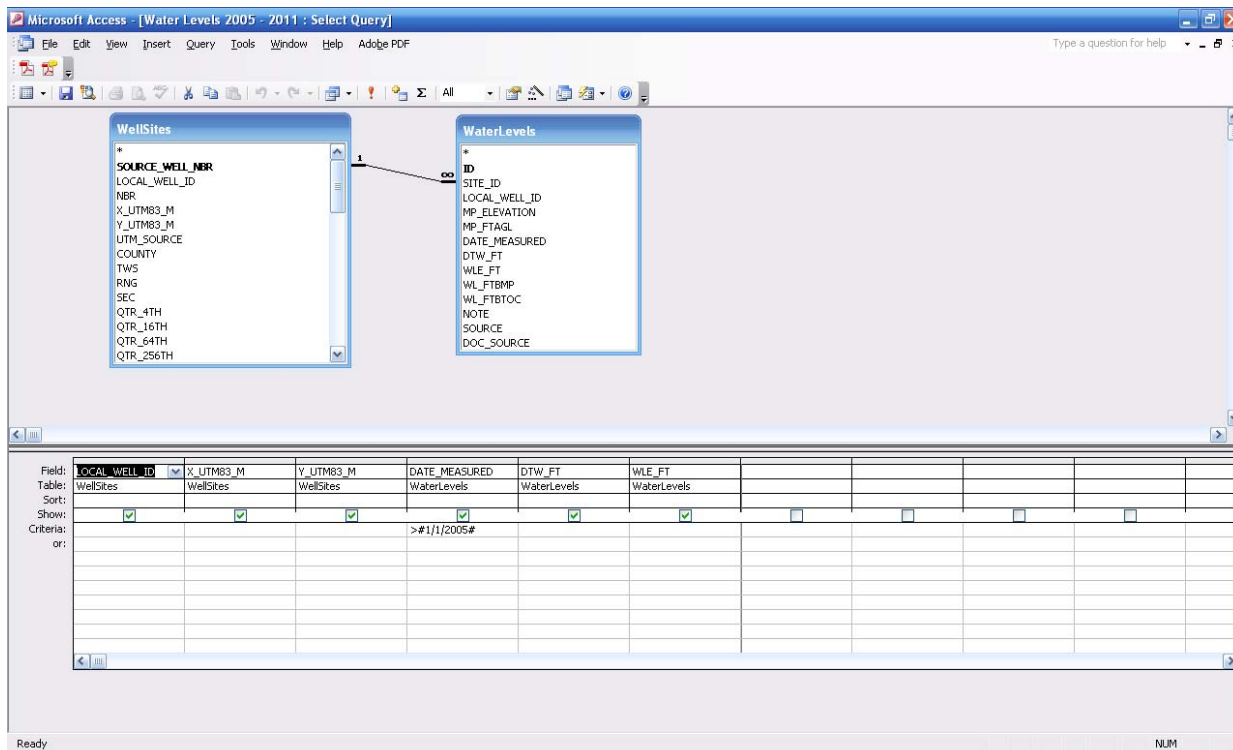 Microsoft Access - [Water Levels 2005 - 2011 : Select Query]
File Edit View Insert Query Tools Window Help Adobe PDF Type a question for help
Σ All
WellSites
*
SOURCE_WELL_NBR
LOCAL_WELL_ID
NBR
X_UTM83_M
Y_UTM83_M
UTM_SOURCE
COUNTY
TWS
RNG
SEC
QTR_4TH
QTR_16TH
QTR_64TH
QTR_256TH
1
∞
WaterLevels
*
ID
SITE_ID
LOCAL_WELL_ID
MP_ELEVATION
MP_FTAGL
DATE_MEASURED
DTW_FT
WLE_FT
WL_FTBMP
WL_FTBTOC
NOTE
SOURCE
DOC_SOURCE
Field: LOCAL_WELL_ID X_UTM83_M Y_UTM83_M DATE_MEASURED DTW_FT WLE_FT
Table: WellSites WellSites WellSites WaterLevels WaterLevels WaterLevels
Sort:
Show:
Criteria: >#1/1/2005#
or:
Ready NUM